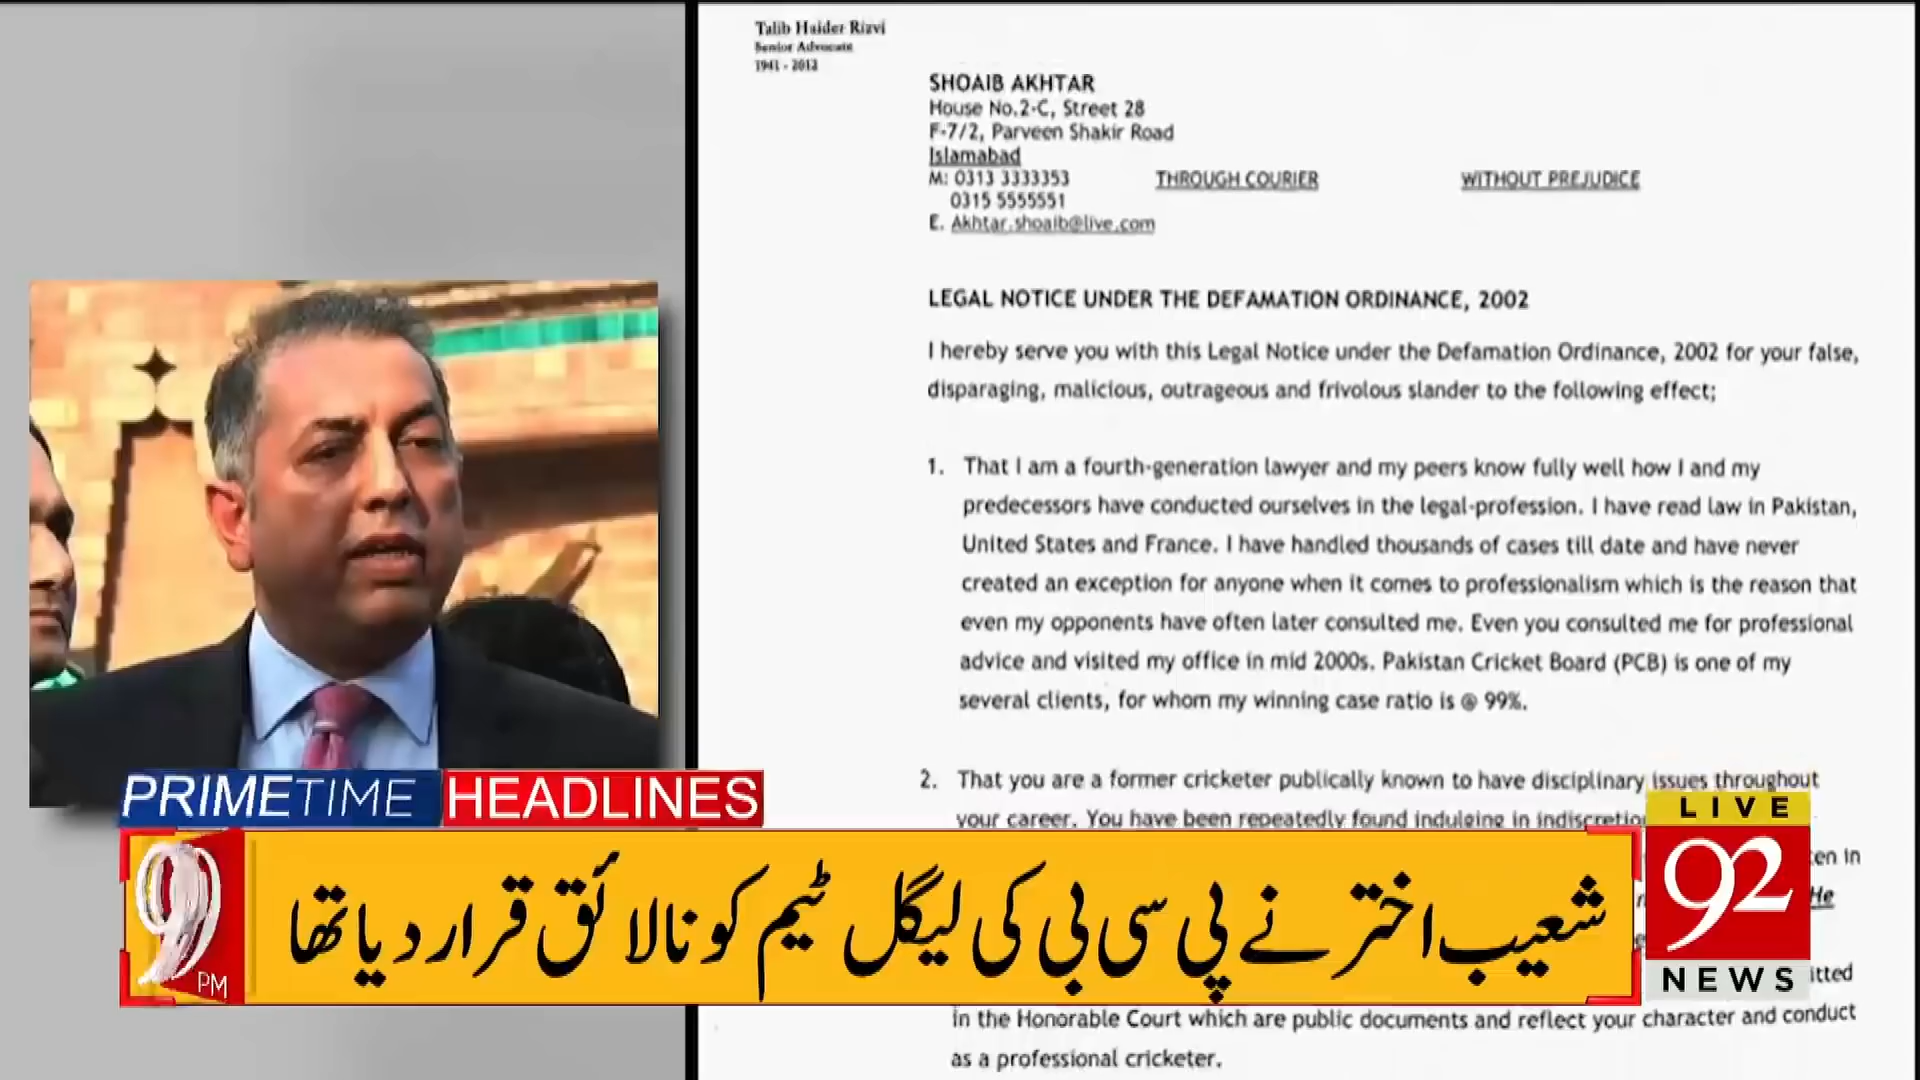 Talib Haider Rizvi
Senior Advocate
1941 - 2012
SHOAIB AKHTAR
House No.2-C, Street 28
F-7/2, Parveen Shakir Road
Islamabad
M: 0313 3333353 THROUGH COURIER WITHOUT PREJUDICE
0315 5555551
E. Akhtar.shoaib@live.com
LEGAL NOTICE UNDER THE DEFAMATION ORDINANCE, 2002
I hereby serve you with this Legal Notice under the Defamation Ordinance, 2002 for your false,
disparaging, malicious, outrageous and frivolous slander to the following effect;
1. That I am a fourth-generation lawyer and my peers know fully well how I and my
predecessors have conducted ourselves in the legal-profession. I have read law in Pakistan,
United States and France. I have handled thousands of cases till date and have never
created an exception for anyone when it comes to professionalism which is the reason that
even my opponents have often later consulted me. Even you consulted me for professional
advice and visited my office in mid 2000s. Pakistan Cricket Board (PCB) is one of my
several clients, for whom my winning case ratio is @ 99%.
2. That you are a former cricketer publically known to have disciplinary issues throughout
your career. You have been repeatedly found indulging in
in
He
in the Honorable Court which are public documents and reflect your character and conduct
as a professional cricketer.
PRIMETIME HEADLINES
9 PM
شعیب اختر نے پی سی بی کی لیگل ٹیم کو نالائق قرار دیا تھا
LIVE
92
NEWS